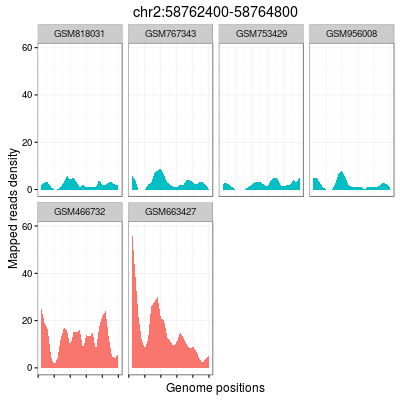 chr2:58762400-58764800
GSM818031 GSM767343 GSM753429 GSM956008
60
40
20
0
GSM466732 GSM663427
60
40
20
0
Mapped reads density
Genome positions